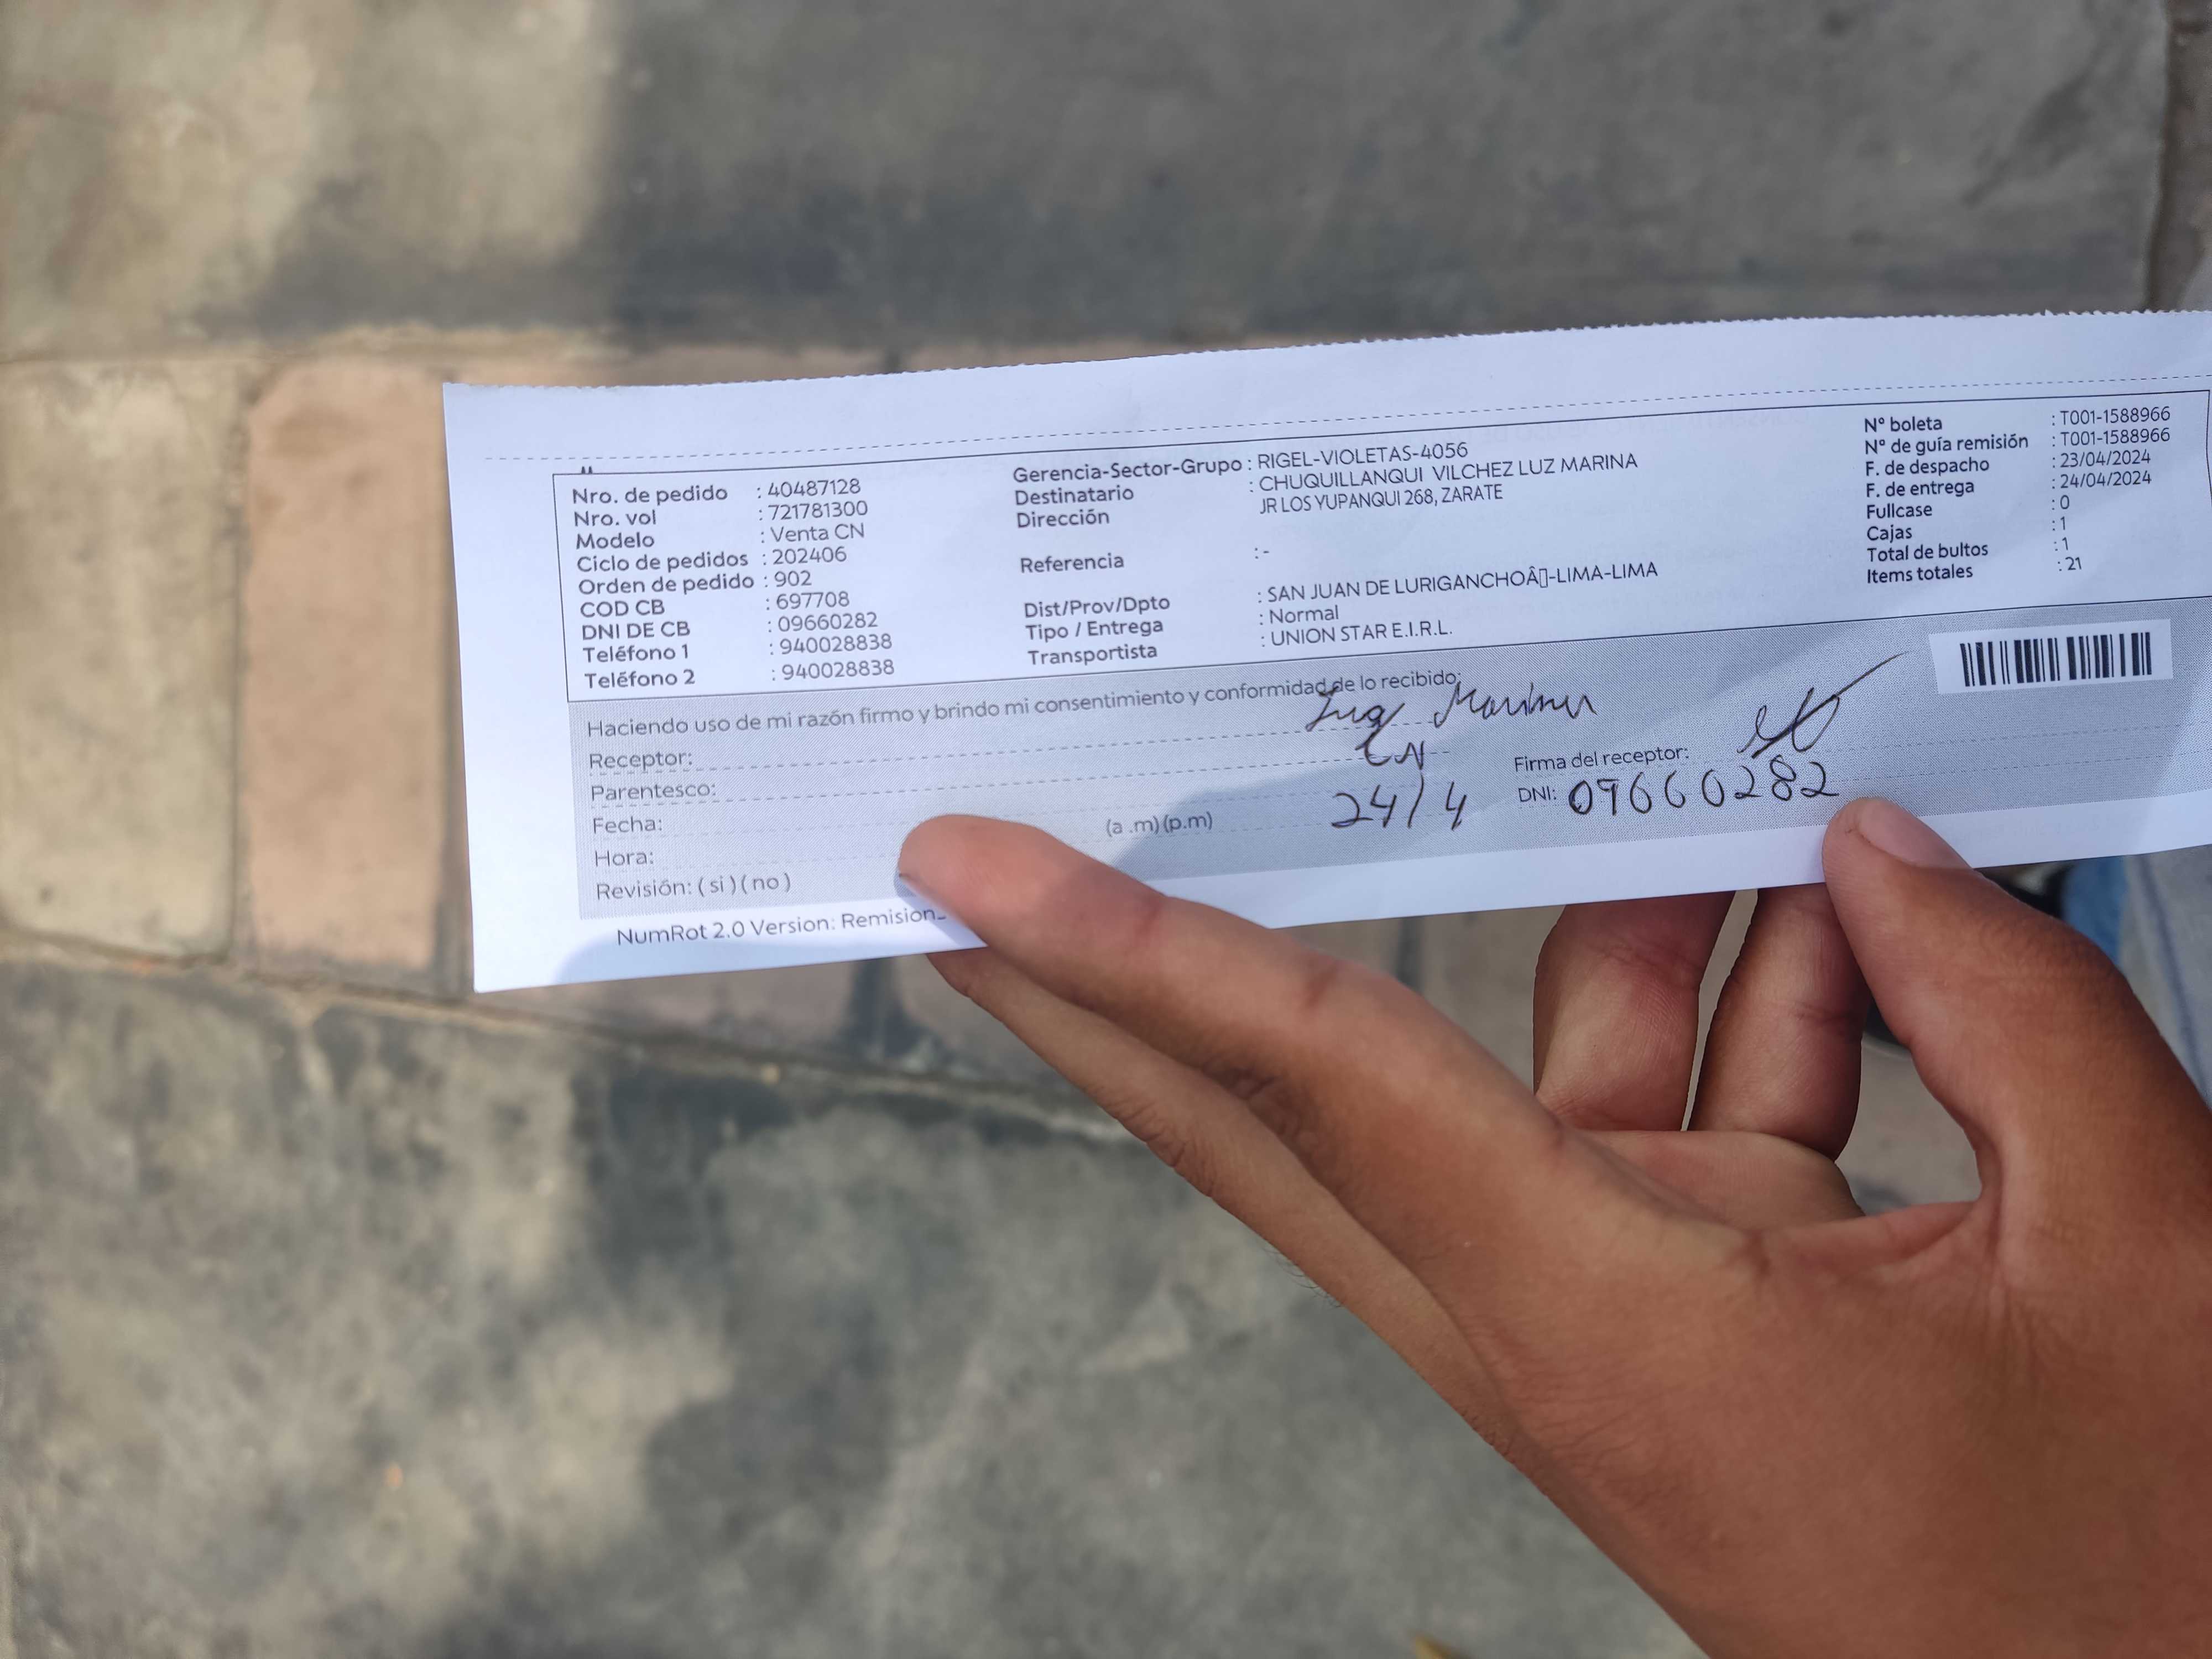 Nro. de pedido : 40487128
Nro. vol : 721781300
Modelo : Venta CN
Ciclo de pedidos : 202406
Orden de pedido : 902
COD CB : 697708
DNI DE CB : 09660282
Teléfono 1 : 940028838
Teléfono 2 : 940028838
Gerencia-Sector-Grupo : RIGEL-VIOLETAS-4056
Destinatario : CHUQUILLANQUI VILCHEZ LUZ MARINA
Dirección JR LOS YUPANQUI 268, ZARATE
Referencia : -
Dist/Prov/Dpto : SAN JUAN DE LURIGANCHOÂ▯-LIMA-LIMA
Tipo / Entrega : Normal
Transportista : UNION STAR E.I.R.L.
Nº boleta : T001-1588966
Nº de guía remisión : T001-1588966
F. de despacho : 23/04/2024
F. de entrega : 24/04/2024
Fullcase : 0
Cajas : 1
Total de bultos : 1
Items totales : 21
Haciendo uso de mi razón firmo y brindo mi consentimiento y conformidad de lo recibido:
Receptor: Marina
Parentesco: CN
Fecha: 24/4
Hora: (a .m) (p.m)
Revisión: ( si ) ( no )
Firma del receptor:
DNI: 09660282
NumRot 2.0 Version: Remision_